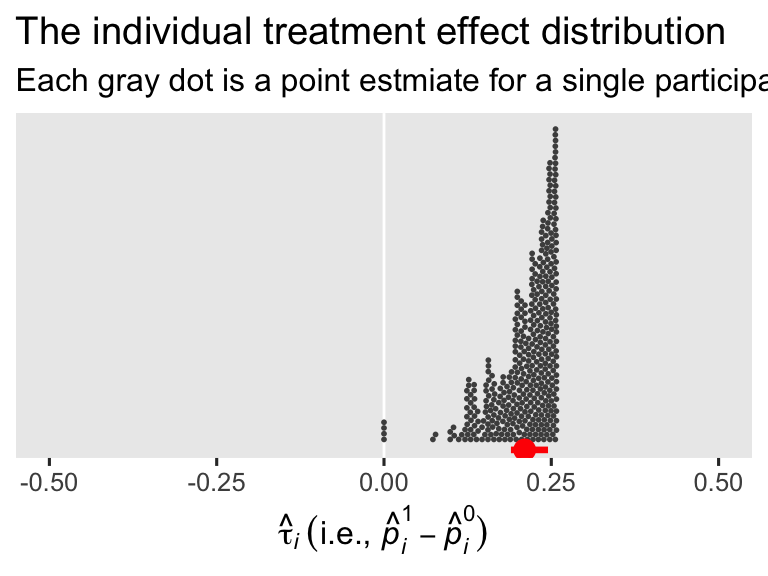 The individual treatment effect distribution
Each gray dot is a point estmiate for a single participa
-0.50 -0.25 0.00 0.25 0.50
τ̂ᵢ (i.e., p̂ᵢ¹ − p̂ᵢ⁰)